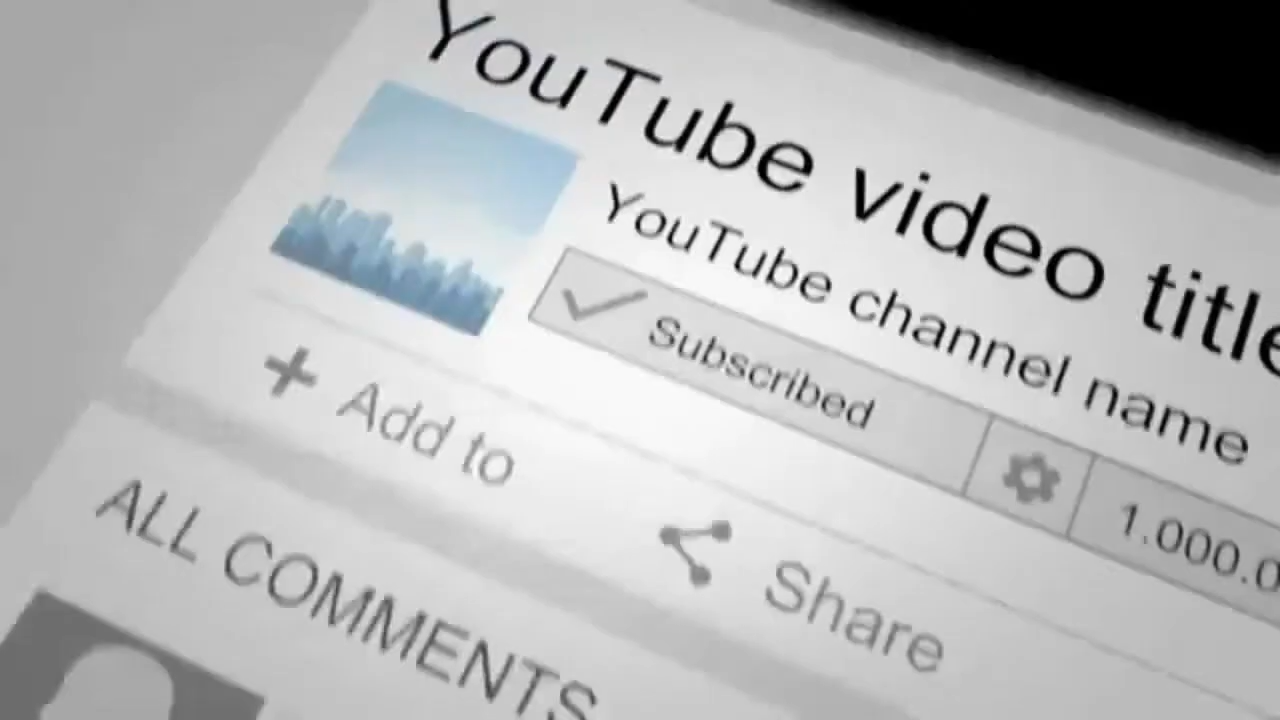 YouTube video title
YouTube channel name
Subscribed
1.000.0
Add to
Share
ALL COMMENTS